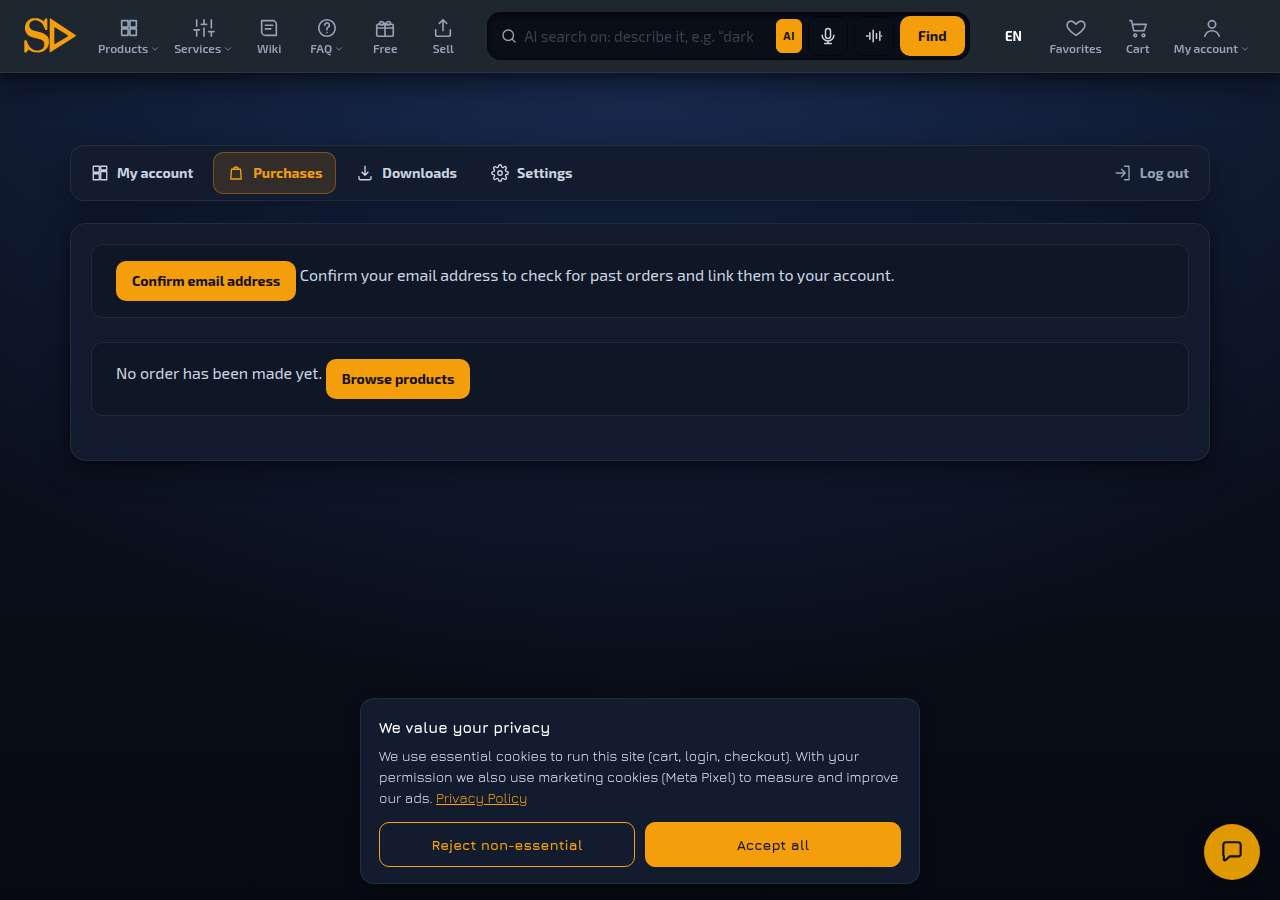 Products
Services
Wiki
FAQ
Free
Sell
AI search on: describe it, e.g. "dark
AI
Find
EN
Favorites
Cart
My account
My account
Purchases
Downloads
Settings
Log out
Confirm email address Confirm your email address to check for past orders and link them to your account.
No order has been made yet. Browse products
We value your privacy
We use essential cookies to run this site (cart, login, checkout). With your
permission we also use marketing cookies (Meta Pixel) to measure and improve
our ads. Privacy Policy
Reject non-essential
Accept all